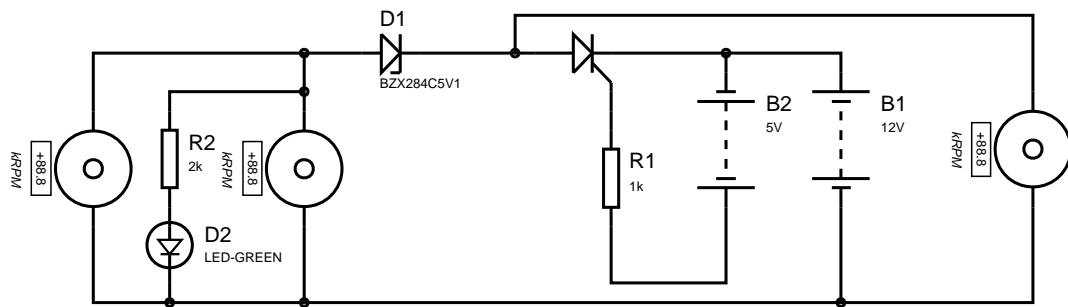 D1
BZX284C5V1
B2
5V
B1
12V
R2
2k
R1
1k
D2
LED-GREEN
+88.8
kRPM
+88.8
kRPM
+88.8
kRPM